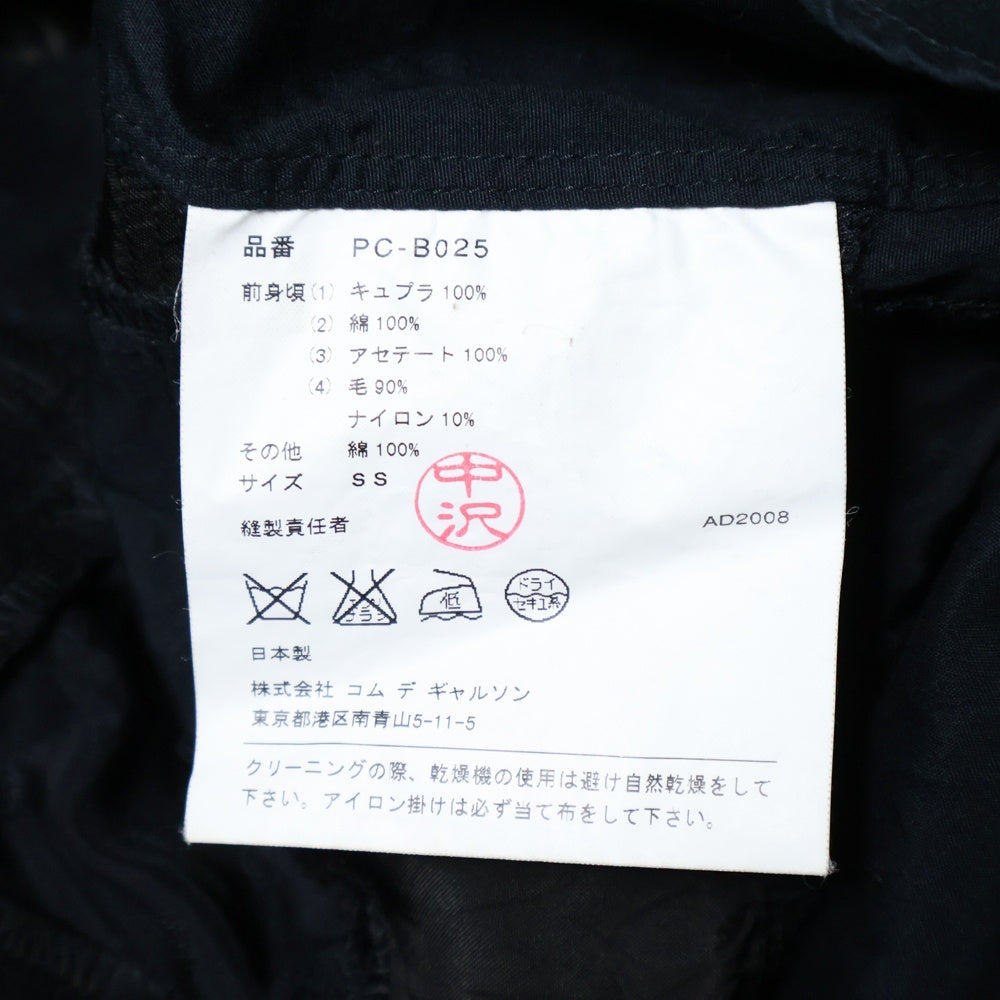 品番 PC-B025
前身頃(1) キュプラ 100%
(2) 綿 100%
(3) アセテート 100%
(4) 毛 90%
ナイロン 10%
その他 綿 100%
サイズ SS
中沢
縫製責任者
AD2008
低
ドライ
セキユ系
日本製
株式会社 コム デ ギャルソン
東京都港区南青山5-11-5
クリーニングの際、乾燥機の使用は避け自然乾燥をして
下さい。アイロン掛けは必ず当て布をして下さい。